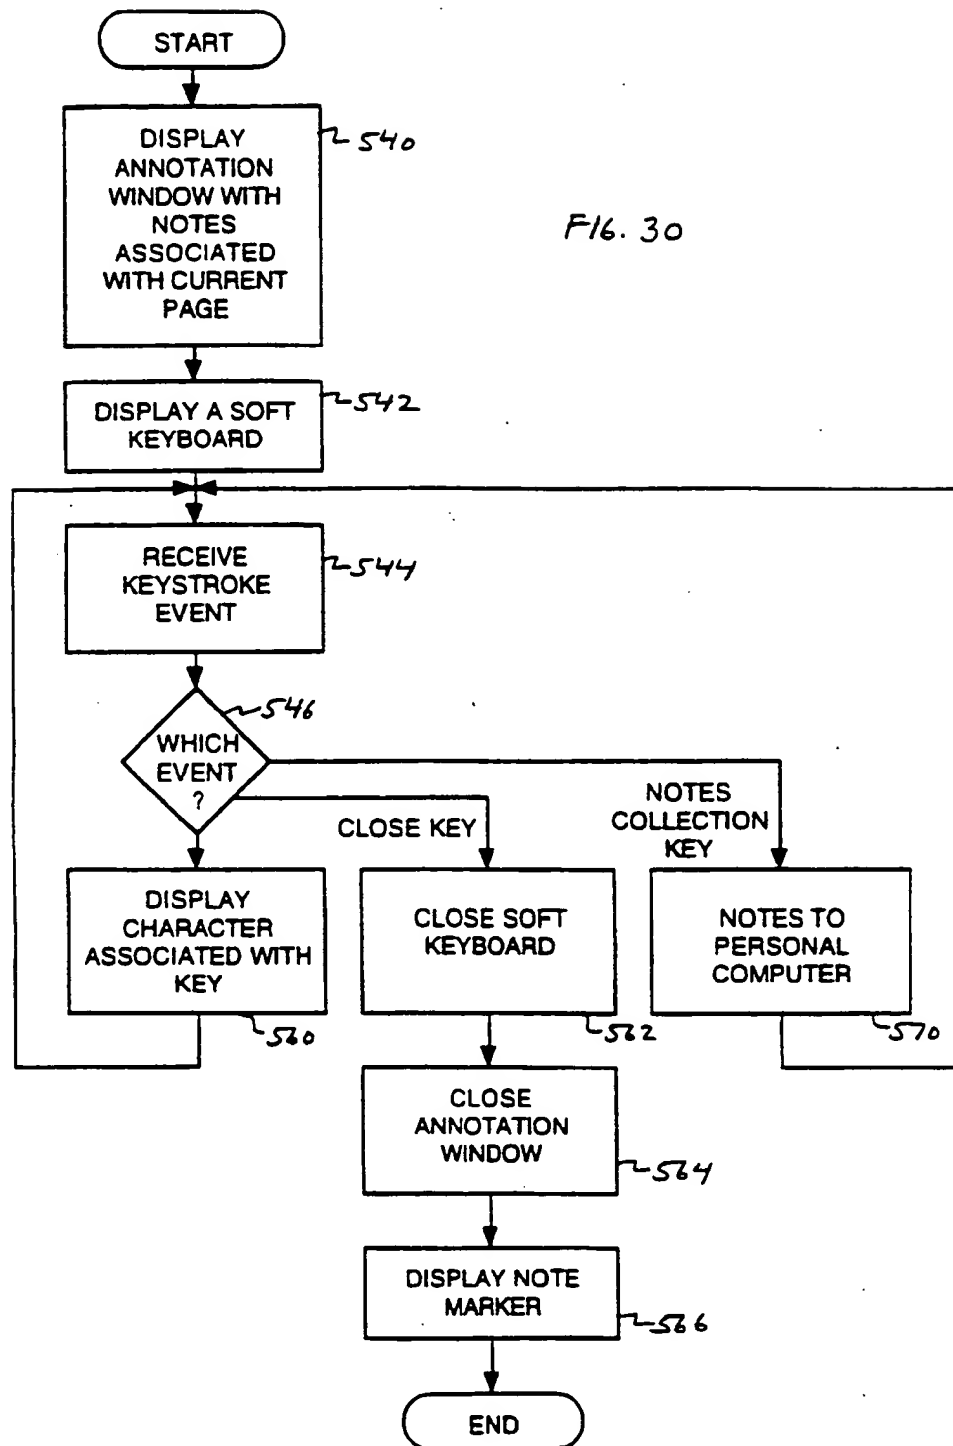 START
DISPLAY
ANNOTATION
WINDOW WITH
NOTES
ASSOCIATED
WITH CURRENT
PAGE
540
FIG. 30
DISPLAY A SOFT
KEYBOARD
542
RECEIVE
KEYSTROKE
EVENT
544
546
WHICH
EVENT
?
CLOSE KEY
NOTES
COLLECTION
KEY
DISPLAY
CHARACTER
ASSOCIATED WITH
KEY
560
CLOSE SOFT
KEYBOARD
562
NOTES TO
PERSONAL
COMPUTER
570
CLOSE
ANNOTATION
WINDOW
564
DISPLAY NOTE
MARKER
566
END